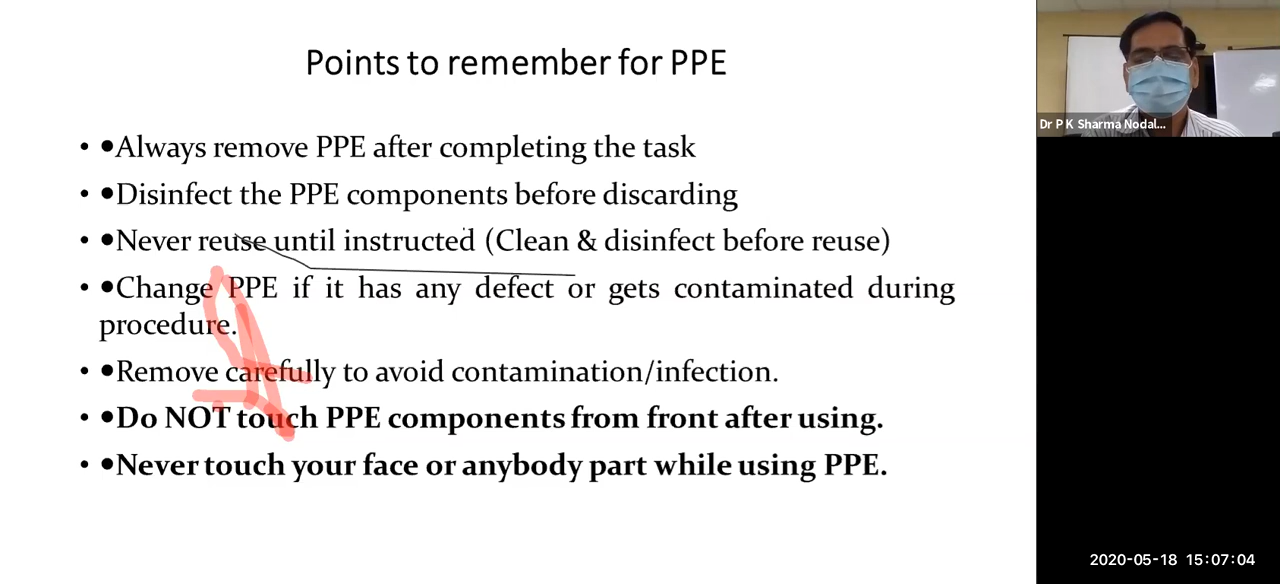 Points to remember for PPE
• •Always remove PPE after completing the task
• •Disinfect the PPE components before discarding
• •Never reuse until instructed (Clean & disinfect before reuse)
• •Change PPE if it has any defect or gets contaminated during
procedure.
• •Remove carefully to avoid contamination/infection.
• •Do NOT touch PPE components from front after using.
• •Never touch your face or anybody part while using PPE.
Dr P K Sharma Nodal...
2020-05-18 15:07:04